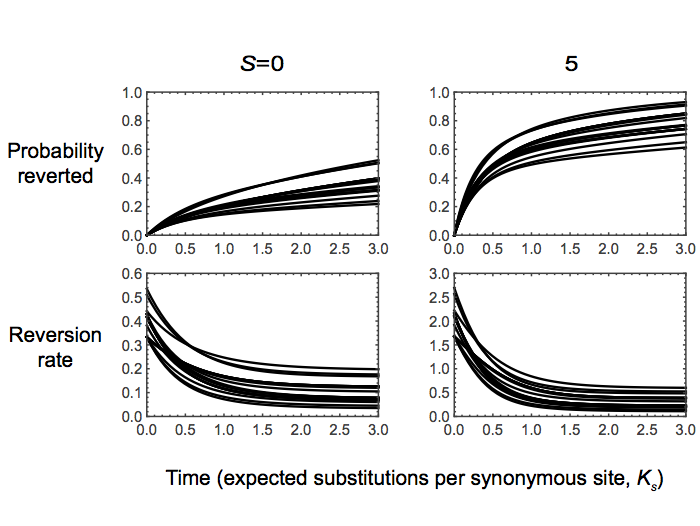 S=0
5
Probability
reverted
1.0
0.8
0.6
0.4
0.2
0.0
0.0 0.5 1.0 1.5 2.0 2.5 3.0
1.0
0.8
0.6
0.4
0.2
0.0
0.0 0.5 1.0 1.5 2.0 2.5 3.0
Reversion
rate
0.6
0.5
0.4
0.3
0.2
0.1
0.0
0.0 0.5 1.0 1.5 2.0 2.5 3.0
3.0
2.5
2.0
1.5
1.0
0.5
0.0
0.0 0.5 1.0 1.5 2.0 2.5 3.0
Time (expected substitutions per synonymous site, Ks)